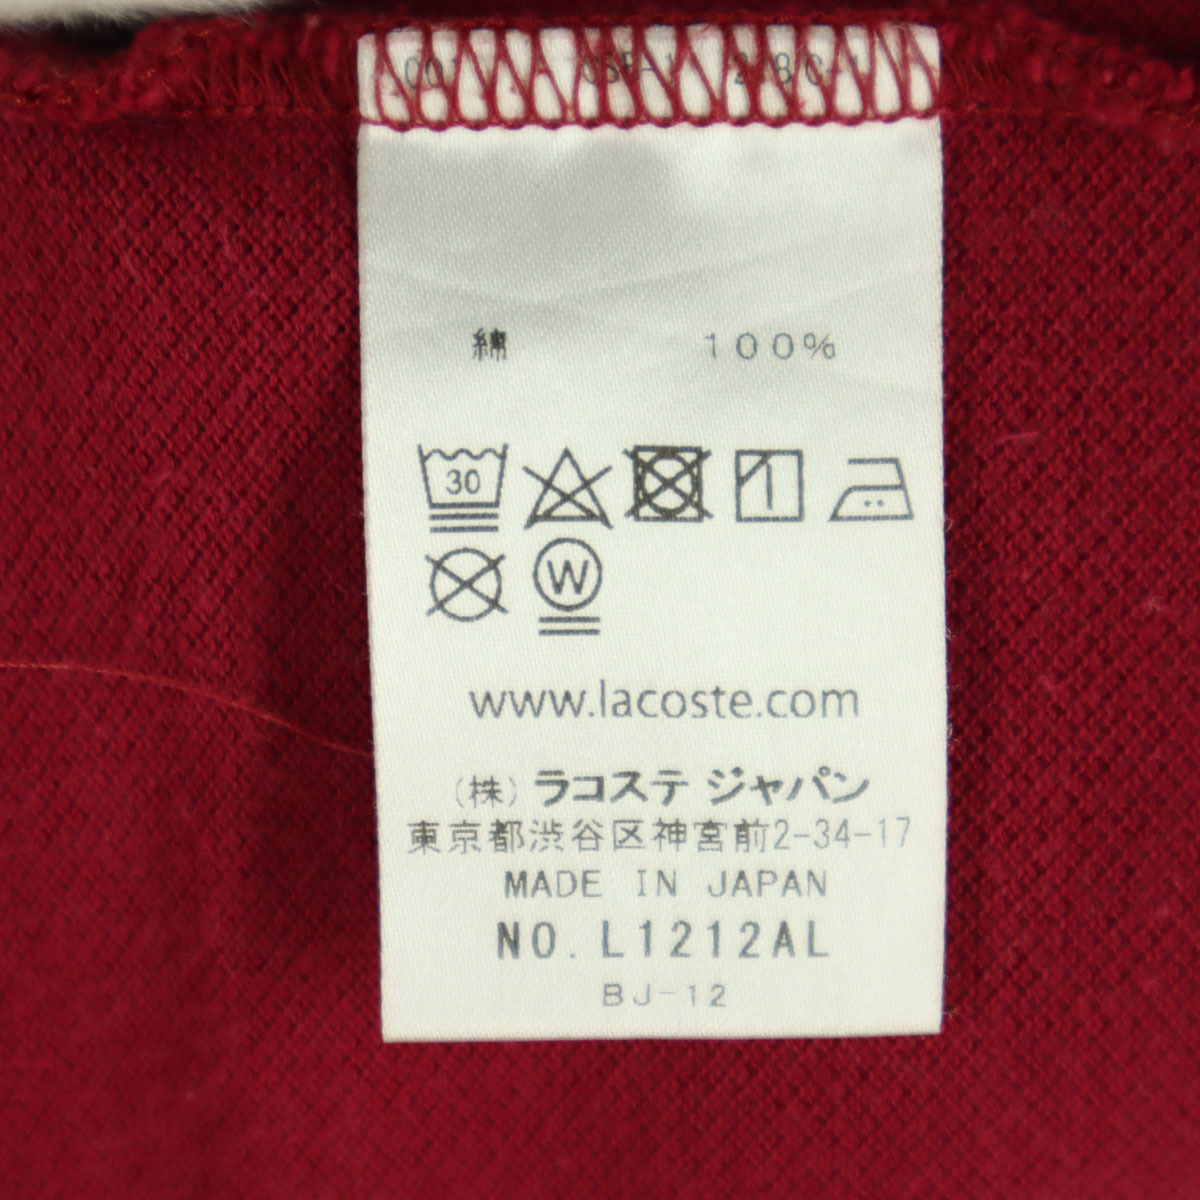 綿 100%
30
W
www.lacoste.com
(株) ラコステ ジャパン
東京都渋谷区神宮前2-34-17
MADE IN JAPAN
NO. L1212AL
BJ-12